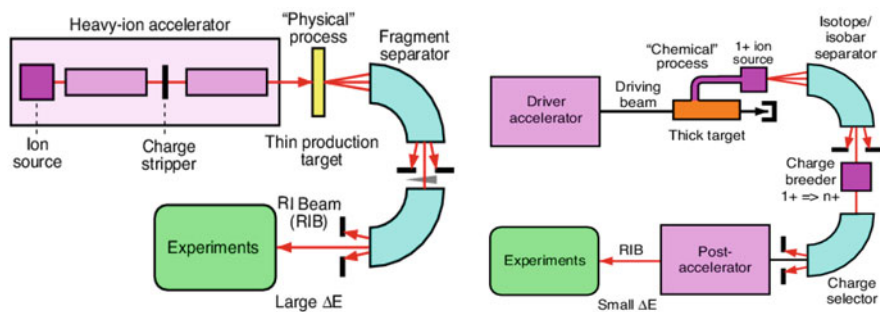 Heavy-ion accelerator
Ion
source
Charge
stripper
“Physical”
process
Thin production
target
Fragment
separator
RI Beam
(RIB)
Experiments
Large ΔE
Driver
accelerator
Driving
beam
“Chemical”
process
1+ ion
source
Thick target
Isotope/
isobar
separator
Charge
breeder
1+ => n+
Charge
selector
Post-
accelerator
RIB
Small ΔE
Experiments